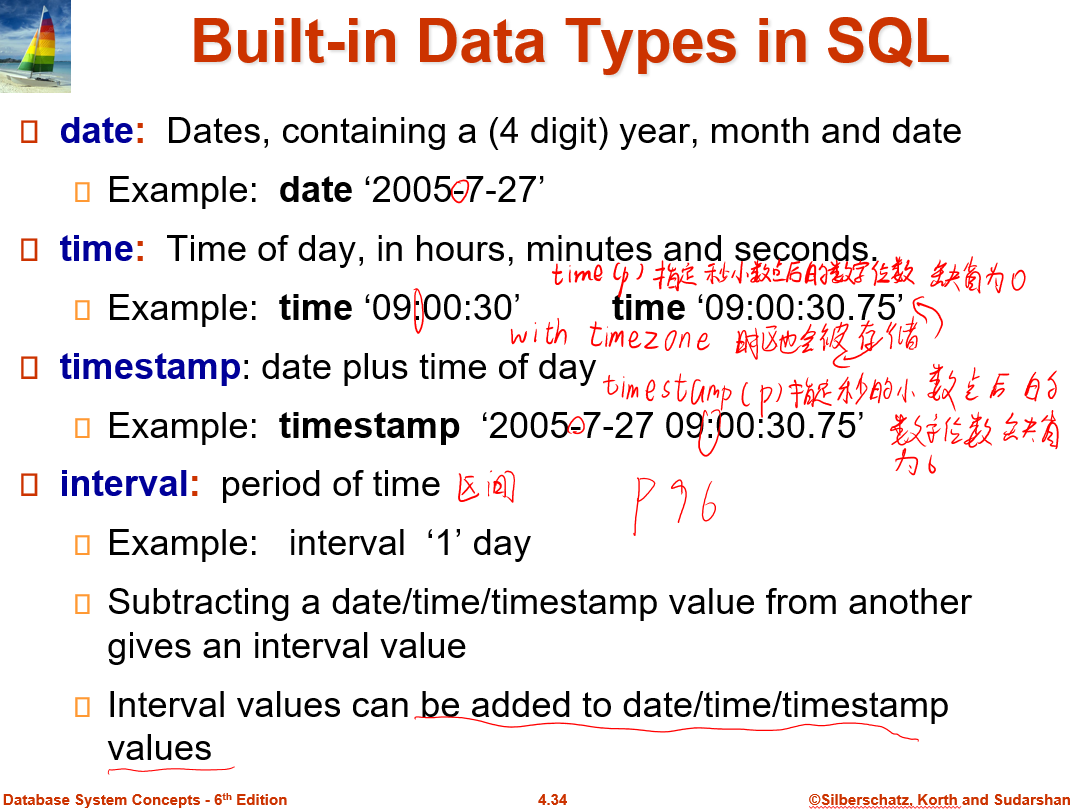 Built-in Data Types in SQL
date: Dates, containing a (4 digit) year, month and date
Example: date ‘2005-7-27’
time: Time of day, in hours, minutes and seconds.
time(p) 指定秒小数点后的数字位数 缺省为0
Example: time ‘09:00:30’ time ‘09:00:30.75’
with timezone 时区也会被存储
timestamp: date plus time of day
timestamp(p)指定秒的小数点后的
Example: timestamp ‘2005-7-27 09:00:30.75’
数字位数 缺省
为6
interval: period of time 区间
P96
Example: interval ‘1’ day
Subtracting a date/time/timestamp value from another
gives an interval value
Interval values can be added to date/time/timestamp
values
Database System Concepts - 6th Edition
4.34
©Silberschatz, Korth and Sudarshan